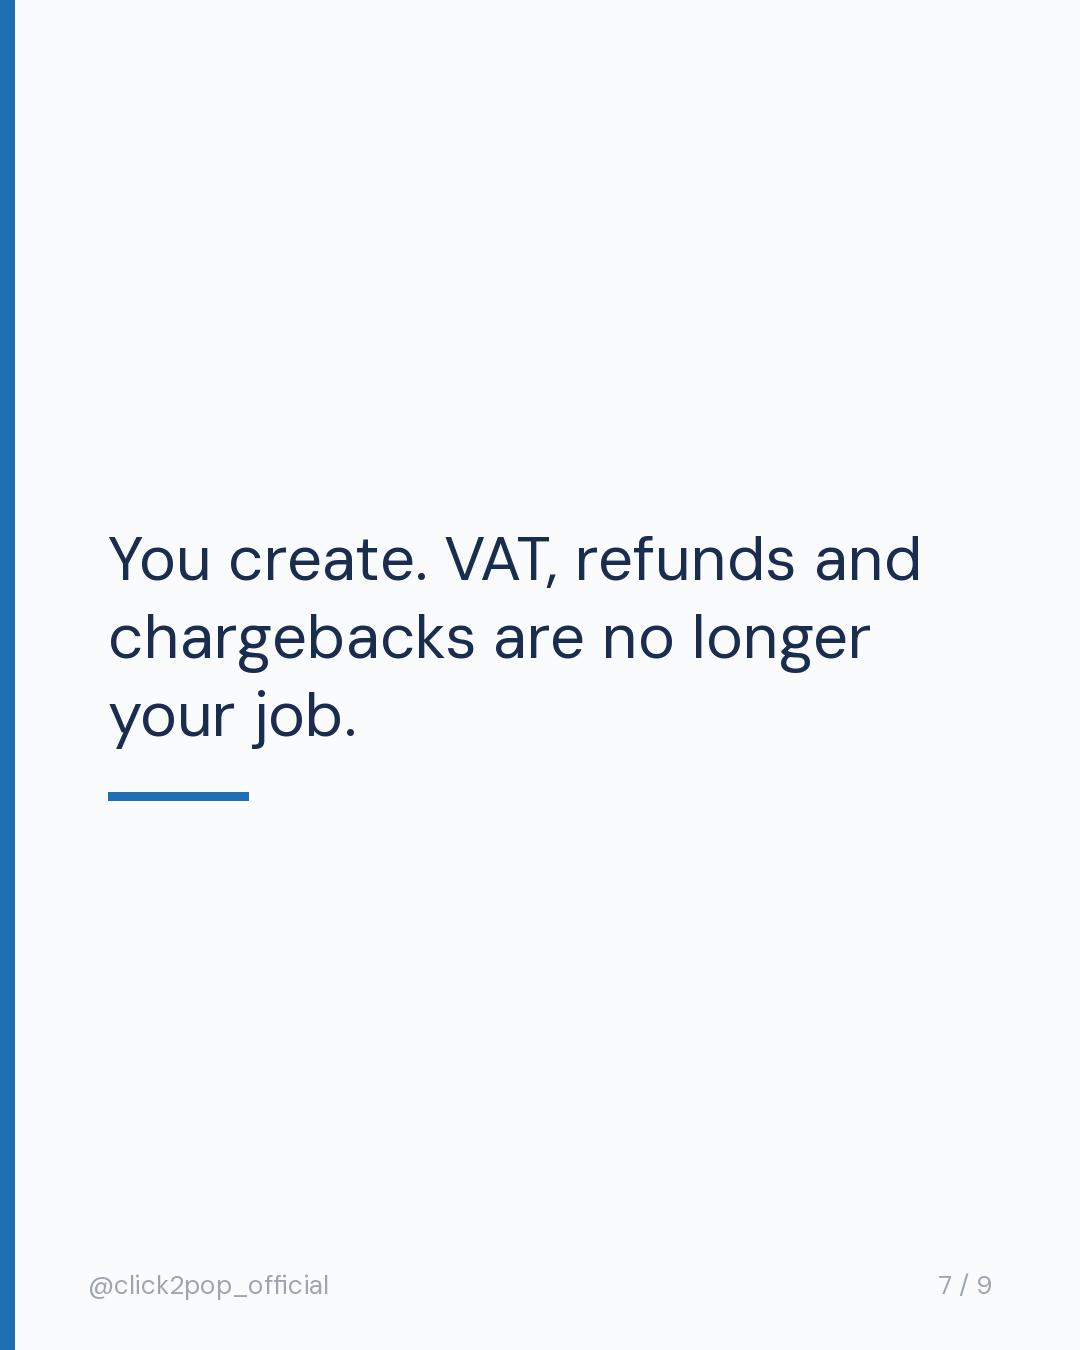 You create. VAT, refunds and
chargebacks are no longer
your job.
@click2pop_official
7 / 9